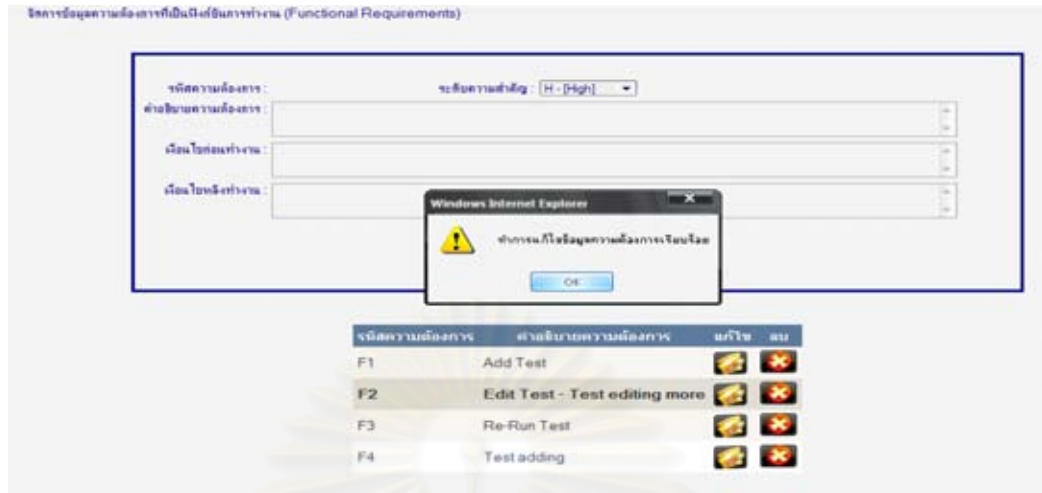 จัดการข้อมูลความต้องการที่เป็นฟังก์ชันการทำงาน (Functional Requirements)
รหัสความต้องการ : ระดับความสำคัญ : H - [High]
คำอธิบายความต้องการ :
เงื่อนไขก่อนทำงาน :
เงื่อนไขหลังทำงาน :
Windows Internet Explorer
ทำการแก้ไขข้อมูลความต้องการเรียบร้อย
OK
รหัสความต้องการ คำอธิบายความต้องการ แก้ไข ลบ
F1 Add Test
F2 Edit Test - Test editing more
F3 Re-Run Test
F4 Test adding